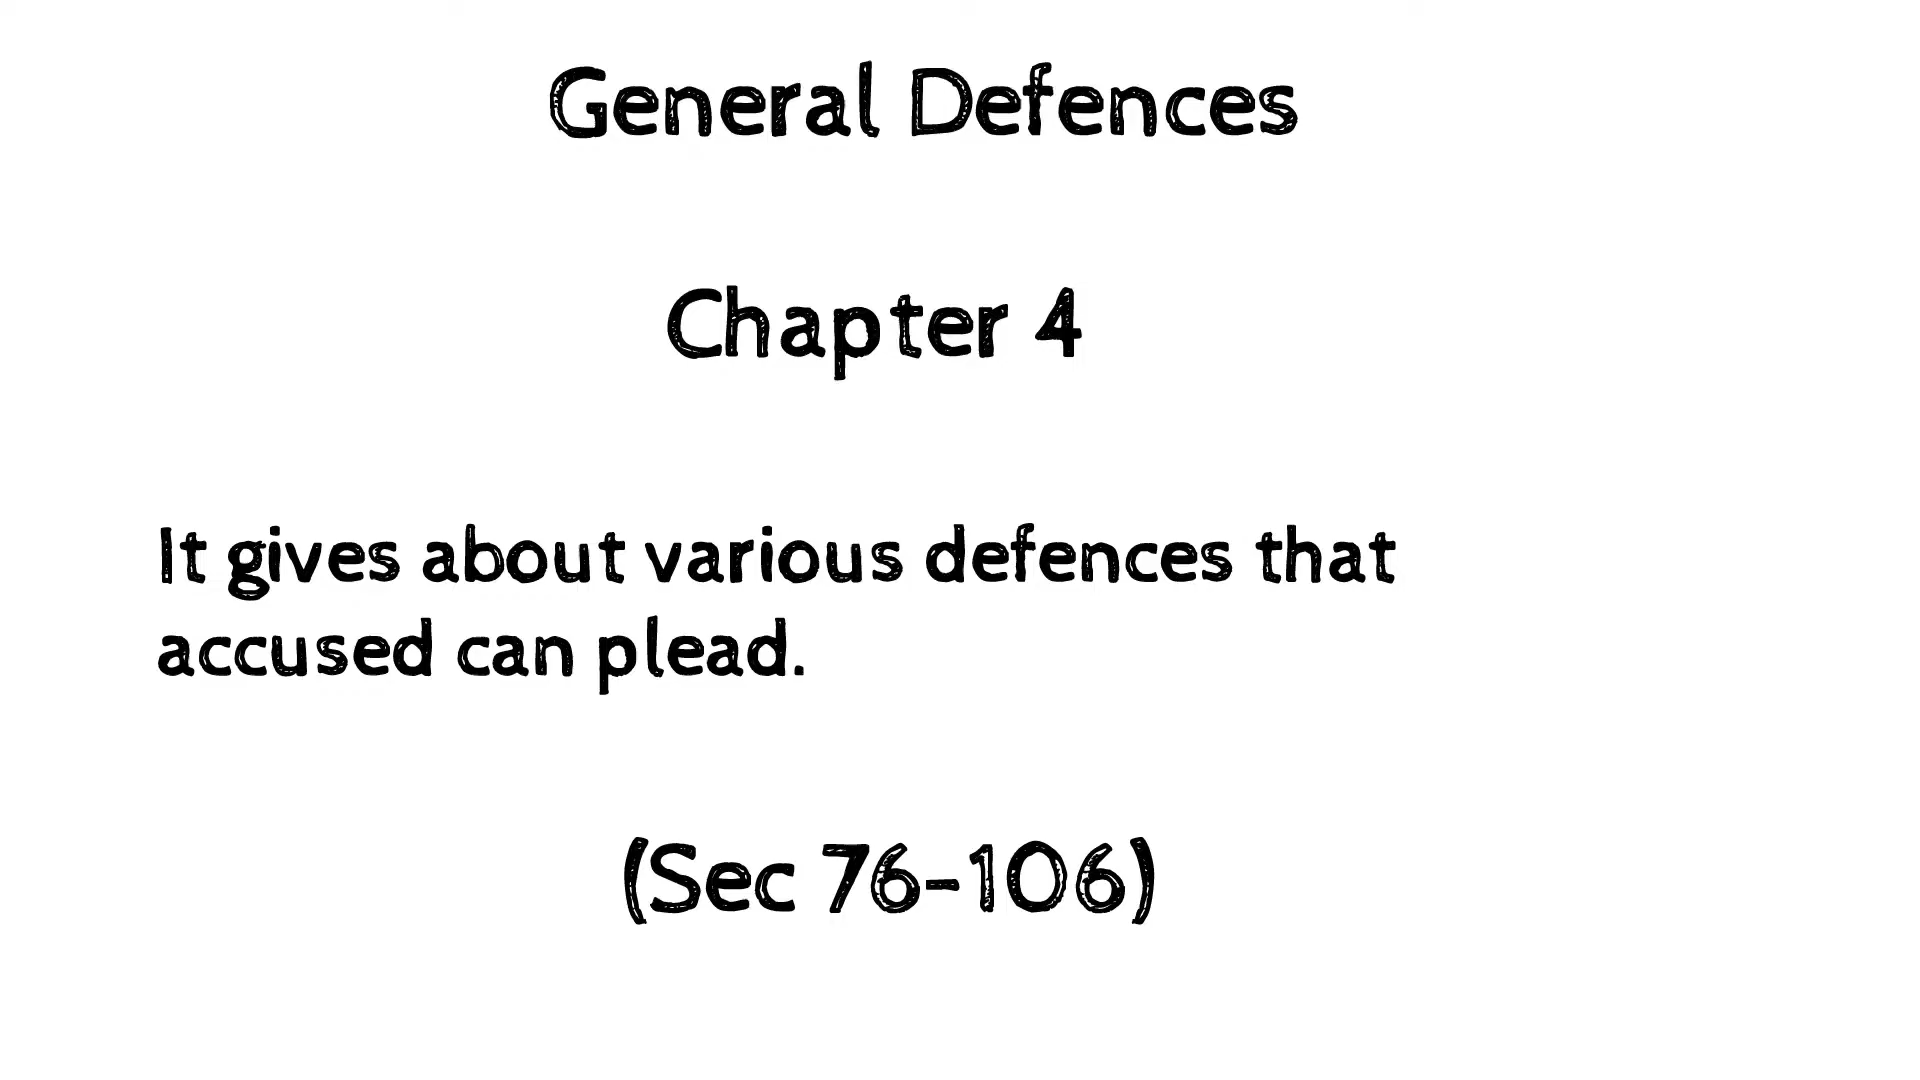 General Defences
Chapter 4
It gives about various defences that
accused can plead.
(Sec 76-106)